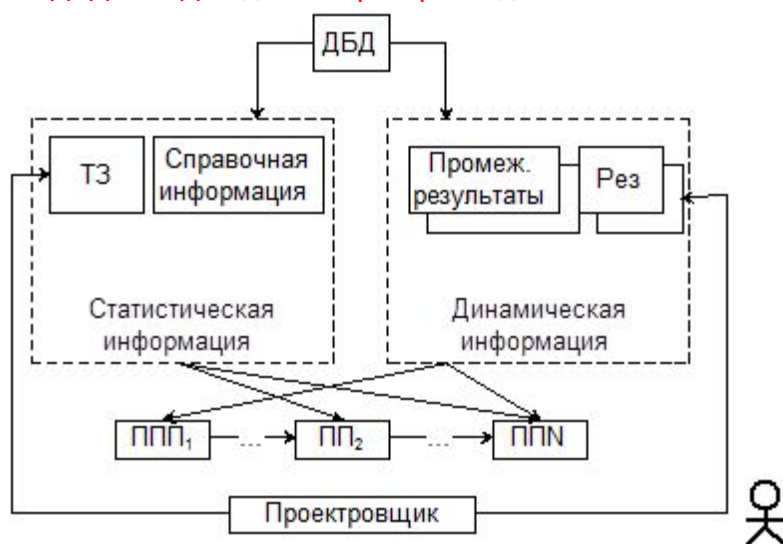 ДБД
ТЗ
Справочная
информация
Промеж.
результаты
Рез
Статистическая
информация
Динамическая
информация
ППП₁
...
ПП₂
...
ППN
Проектровщик